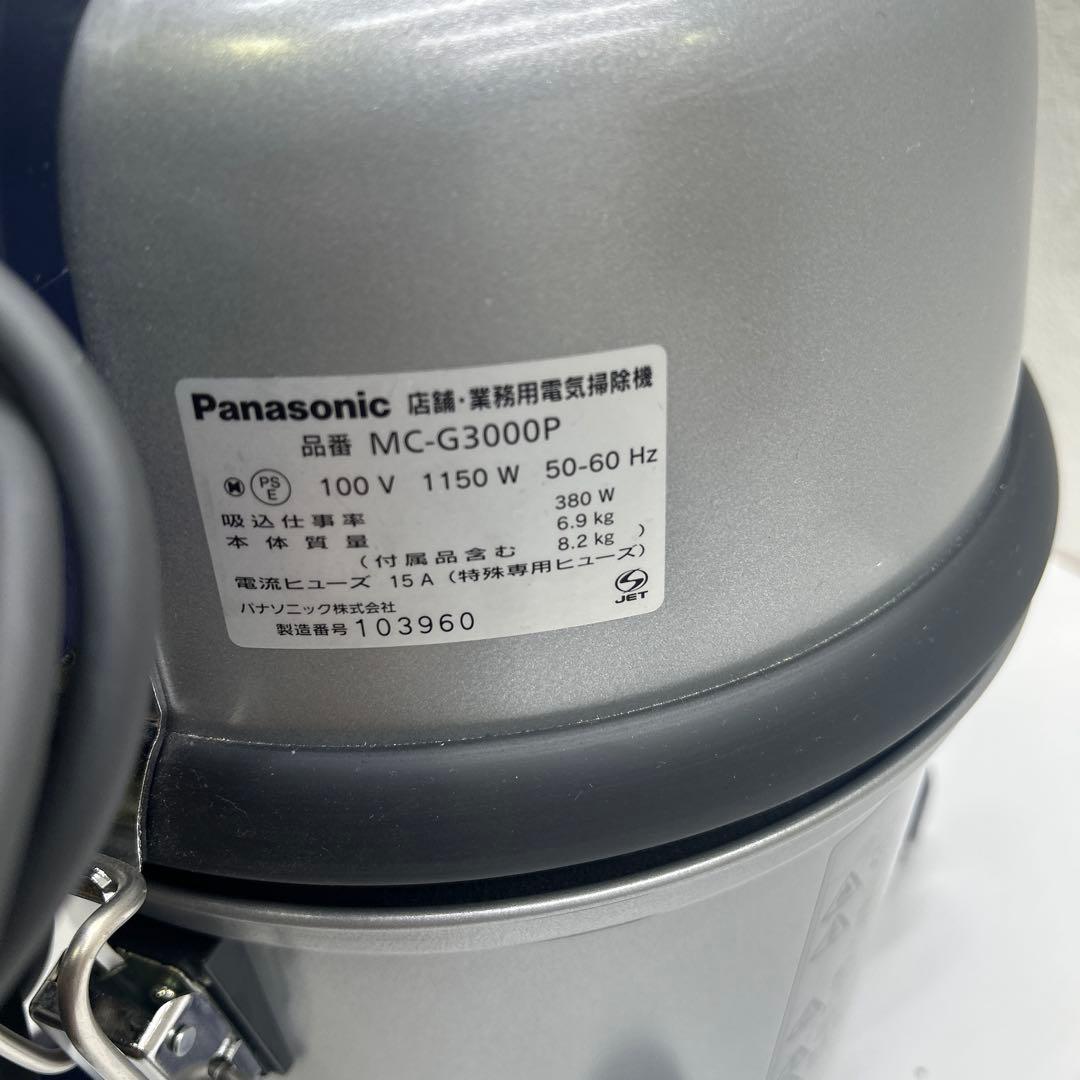 Panasonic 店舗・業務用電気掃除機
品番 MC-G3000P
PS E 100 V 1150 W 50-60 Hz
吸込仕事率 380 W
本体質量 6.9 kg
(付属品含む 8.2 kg )
電流ヒューズ 15 A (特殊専用ヒューズ)
JET
パナソニック株式会社
製造番号 103960